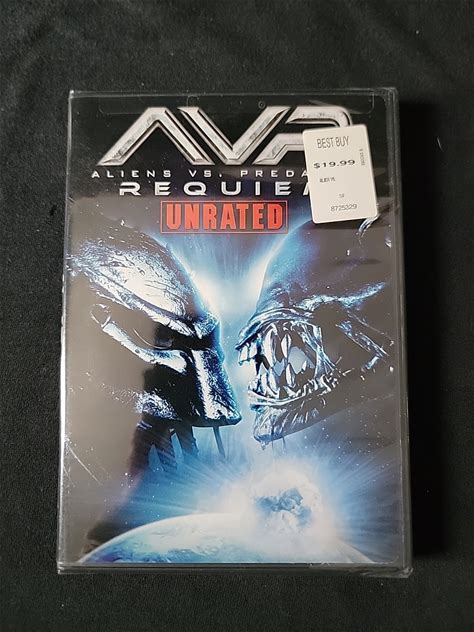 AVP
ALIENS VS. PREDA
REQUIE
UNRATED
BEST BUY
$19.99
8725329